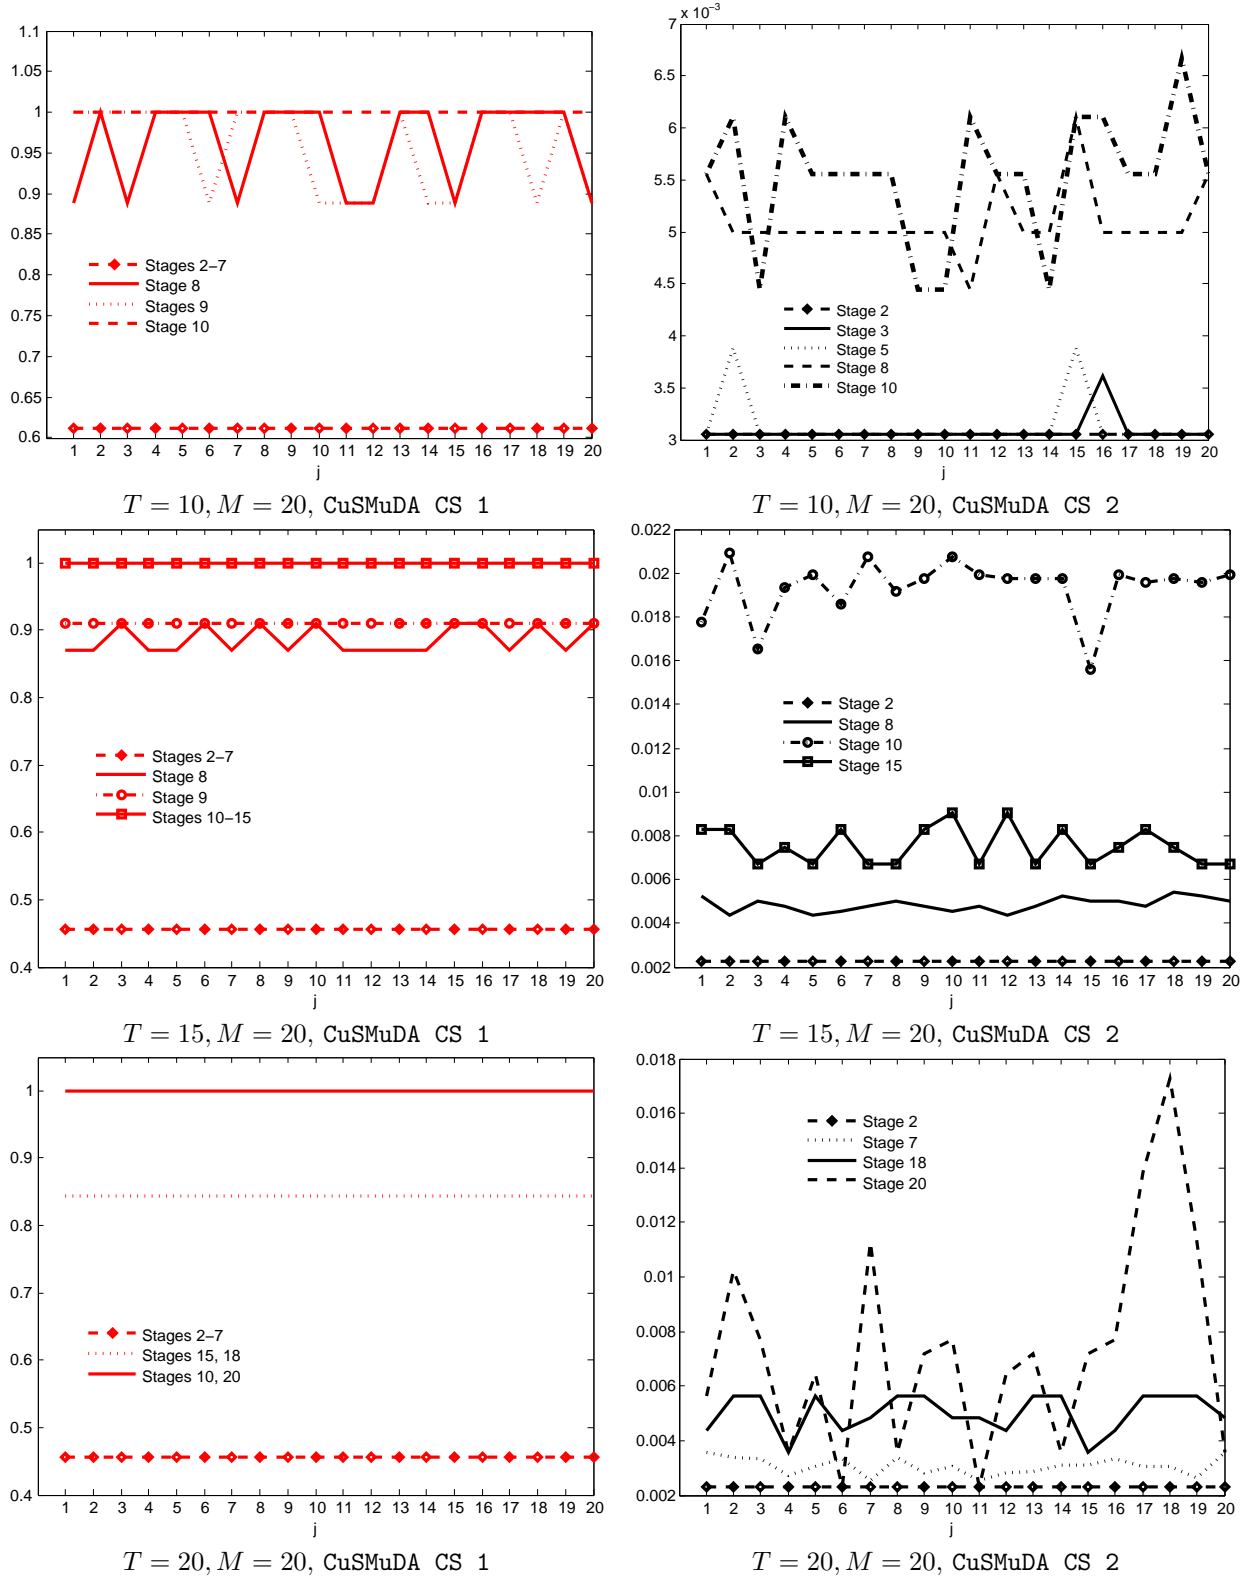 1.1
1.05
1
0.95
0.9
0.85
0.8
0.75
0.7
0.65
0.6
Stages 2−7
Stage 8
Stages 9
Stage 10
1 2 3 4 5 6 7 8 9 10 11 12 13 14 15 16 17 18 19 20
j
T = 10, M = 20, CuSMuDA CS 1
7 x 10−3
6.5
6
5.5
5
4.5
4
3.5
3
Stage 2
Stage 3
Stage 5
Stage 8
Stage 10
1 2 3 4 5 6 7 8 9 10 11 12 13 14 15 16 17 18 19 20
j
T = 10, M = 20, CuSMuDA CS 2
1
0.9
0.8
0.7
0.6
0.5
0.4
Stages 2−7
Stage 8
Stage 9
Stages 10−15
1 2 3 4 5 6 7 8 9 10 11 12 13 14 15 16 17 18 19 20
j
T = 15, M = 20, CuSMuDA CS 1
0.022
0.02
0.018
0.016
0.014
0.012
0.01
0.008
0.006
0.004
0.002
Stage 2
Stage 8
Stage 10
Stage 15
1 2 3 4 5 6 7 8 9 10 11 12 13 14 15 16 17 18 19 20
j
T = 15, M = 20, CuSMuDA CS 2
1
0.9
0.8
0.7
0.6
0.5
0.4
Stages 2−7
Stages 15, 18
Stages 10, 20
1 2 3 4 5 6 7 8 9 10 11 12 13 14 15 16 17 18 19 20
j
T = 20, M = 20, CuSMuDA CS 1
0.018
0.016
0.014
0.012
0.01
0.008
0.006
0.004
0.002
Stage 2
Stage 7
Stage 18
Stage 20
1 2 3 4 5 6 7 8 9 10 11 12 13 14 15 16 17 18 19 20
j
T = 20, M = 20, CuSMuDA CS 2